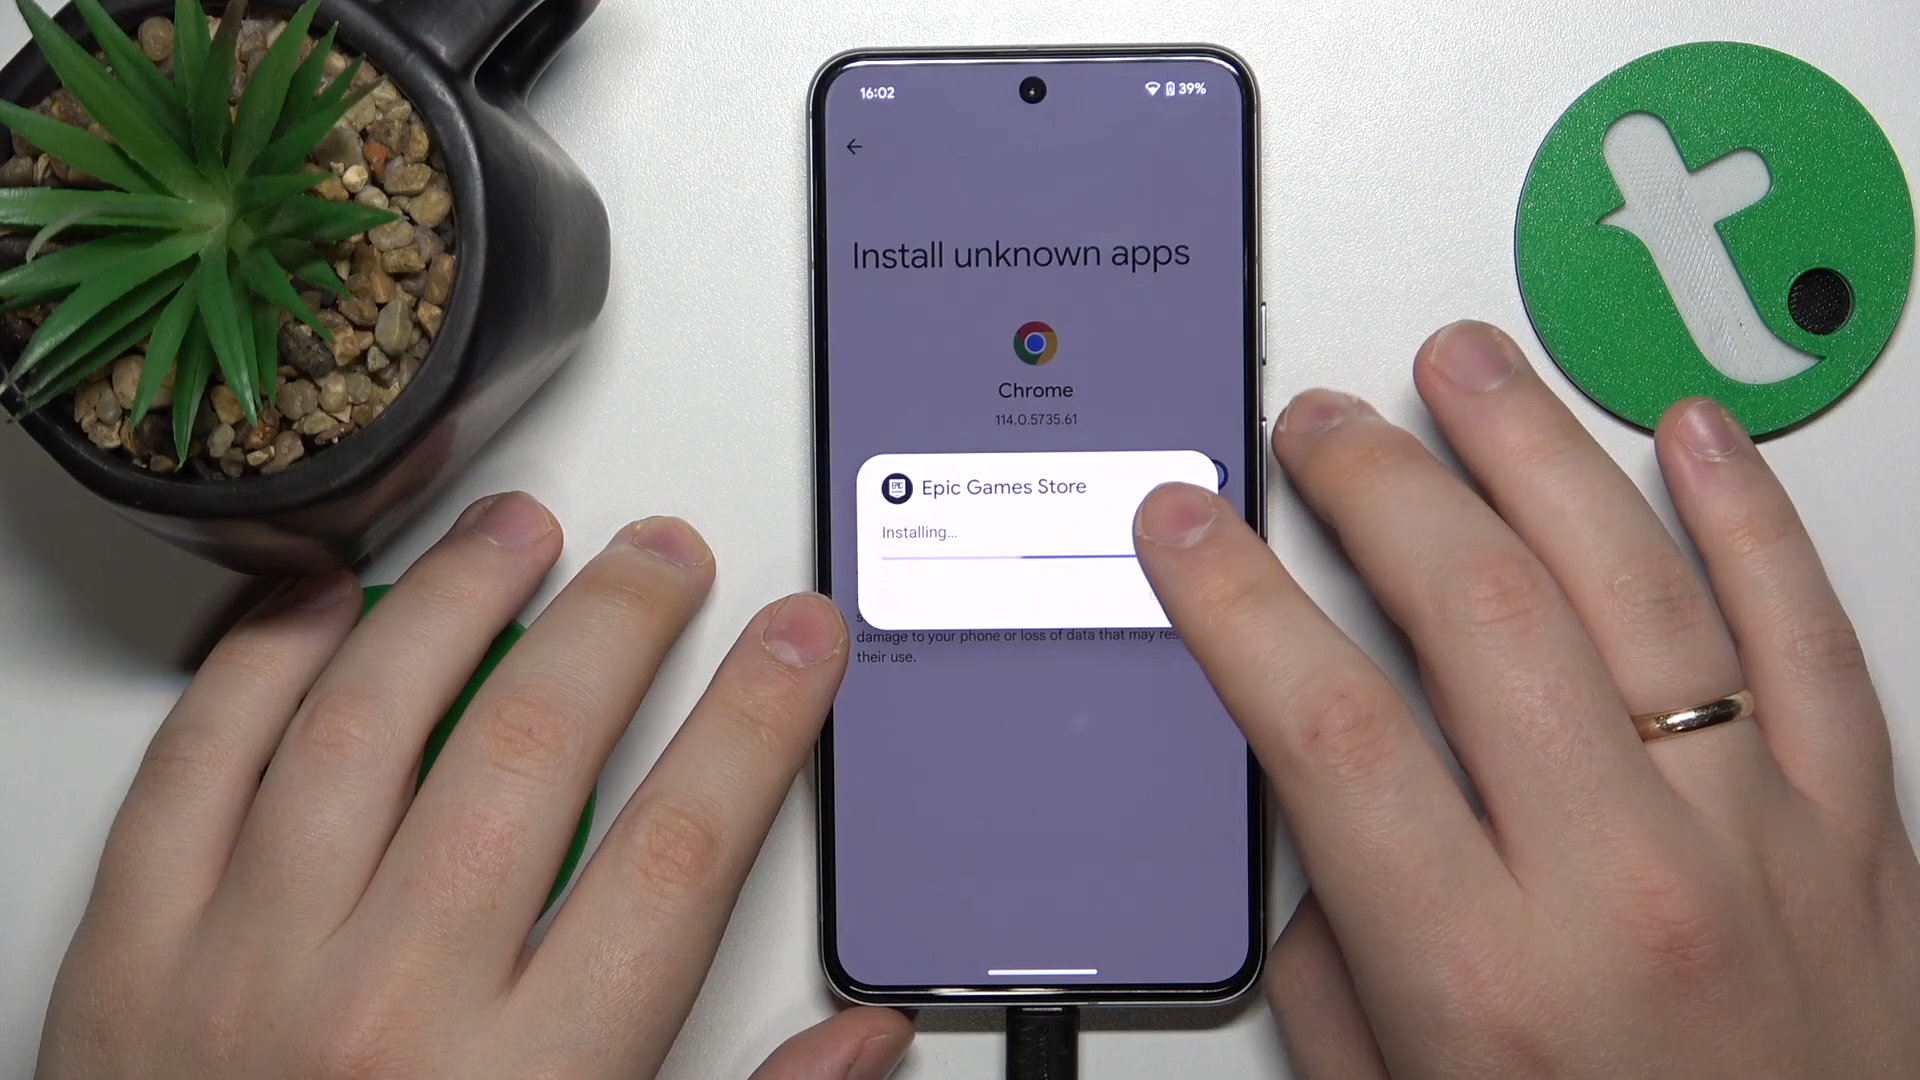 16:02
39%
Install unknown apps
Chrome
114.0.5735.61
EPIC
Epic Games Store
Installing...
damage to your phone or loss of data that may
their use.